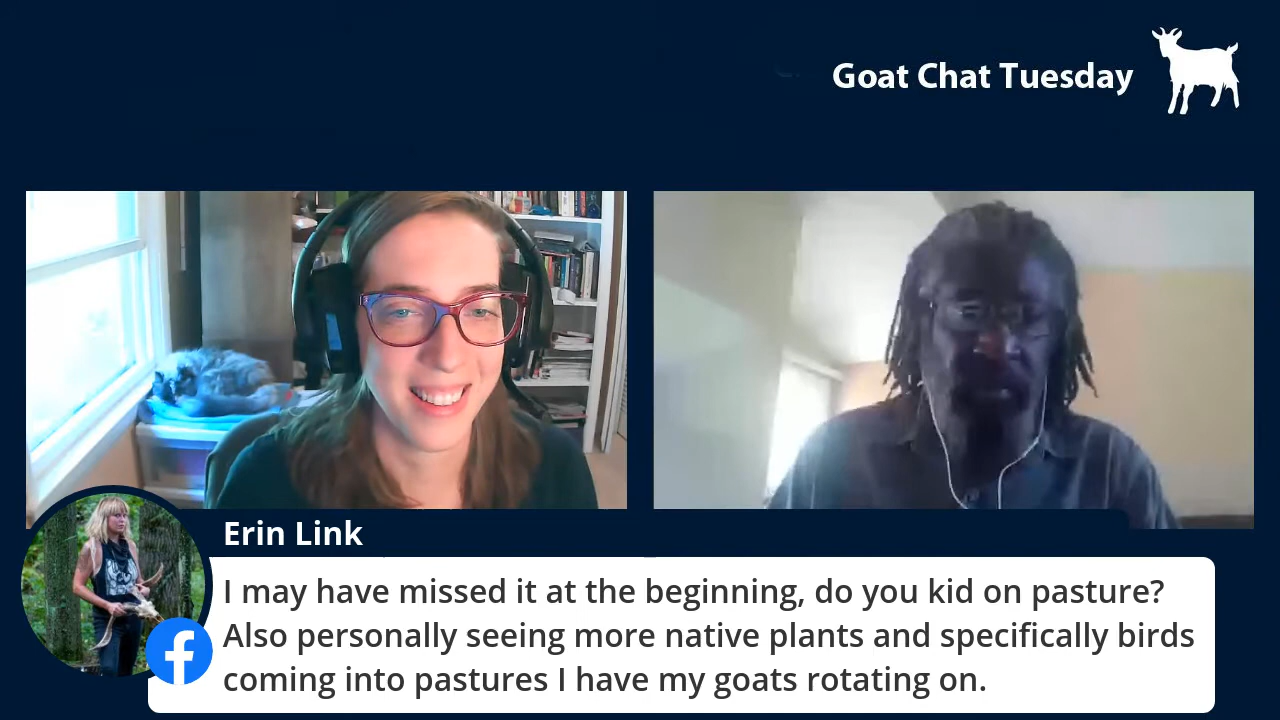 Goat Chat Tuesday
Erin Link
I may have missed it at the beginning, do you kid on pasture?
Also personally seeing more native plants and specifically birds
coming into pastures I have my goats rotating on.